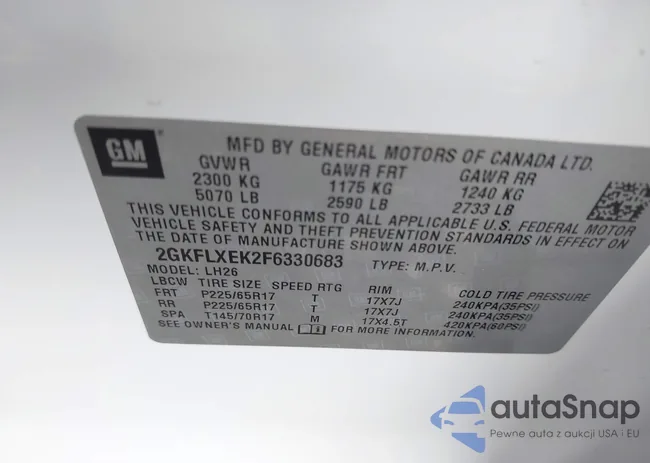 GM
MFD BY GENERAL MOTORS OF CANADA LTD.
GVWR GAWR FRT GAWR RR
2300 KG 1175 KG 1240 KG
5070 LB 2590 LB 2733 LB
THIS VEHICLE CONFORMS TO ALL APPLICABLE U.S. FEDERAL MOTOR
VEHICLE SAFETY AND THEFT PREVENTION STANDARDS IN EFFECT ON
THE DATE OF MANUFACTURE SHOWN ABOVE.
2GKFLXEK2F6330683 TYPE: M.P.V.
MODEL: LH26
LBCW TIRE SIZE SPEED RTG RIM COLD TIRE PRESSURE
FRT P225/65R17 T 17X7J 240KPA(35PSI)
RR P225/65R17 T 17X7J 240KPA(35PSI)
SPA T145/70R17 M 17X4.5T 420KPA(60PSI)
SEE OWNER'S MANUAL FOR MORE INFORMATION.
autaSnap
Pewne auta z aukcji USA i EU